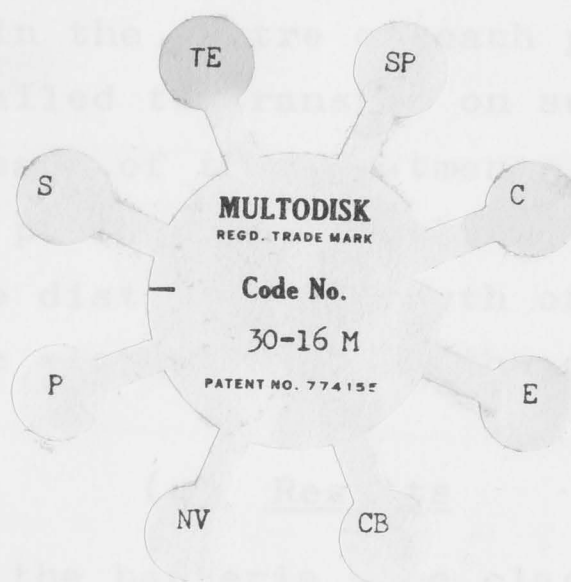 TE
SP
S
C
MULTODISK
REGD. TRADE MARK
Code No.
30-16 M
P
PATENT NO. 774155
E
NV
CB